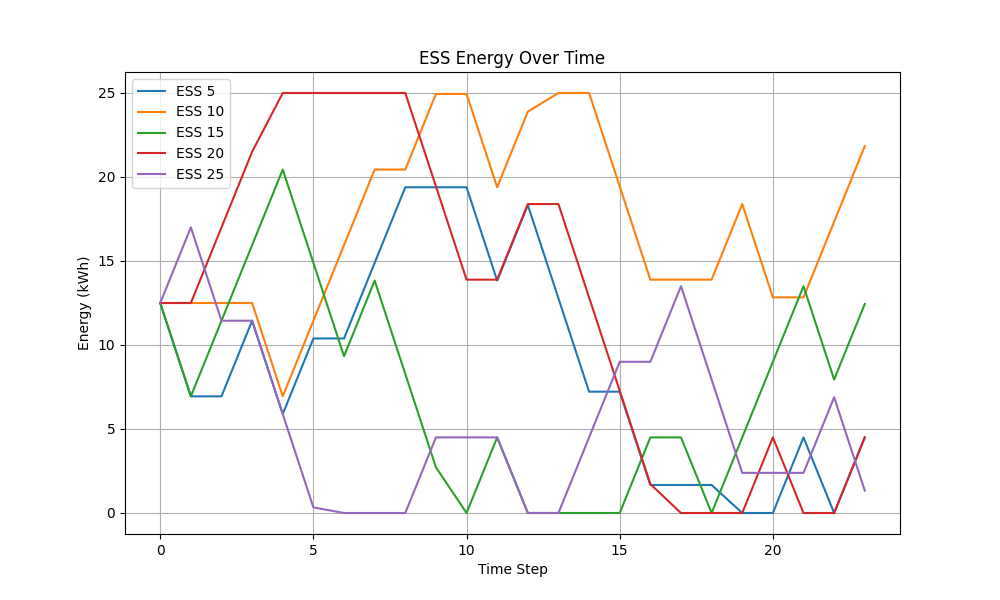 ESS Energy Over Time
ESS 5
ESS 10
ESS 15
ESS 20
ESS 25
Energy (kWh)
25
20
15
10
5
0
0 5 10 15 20
Time Step